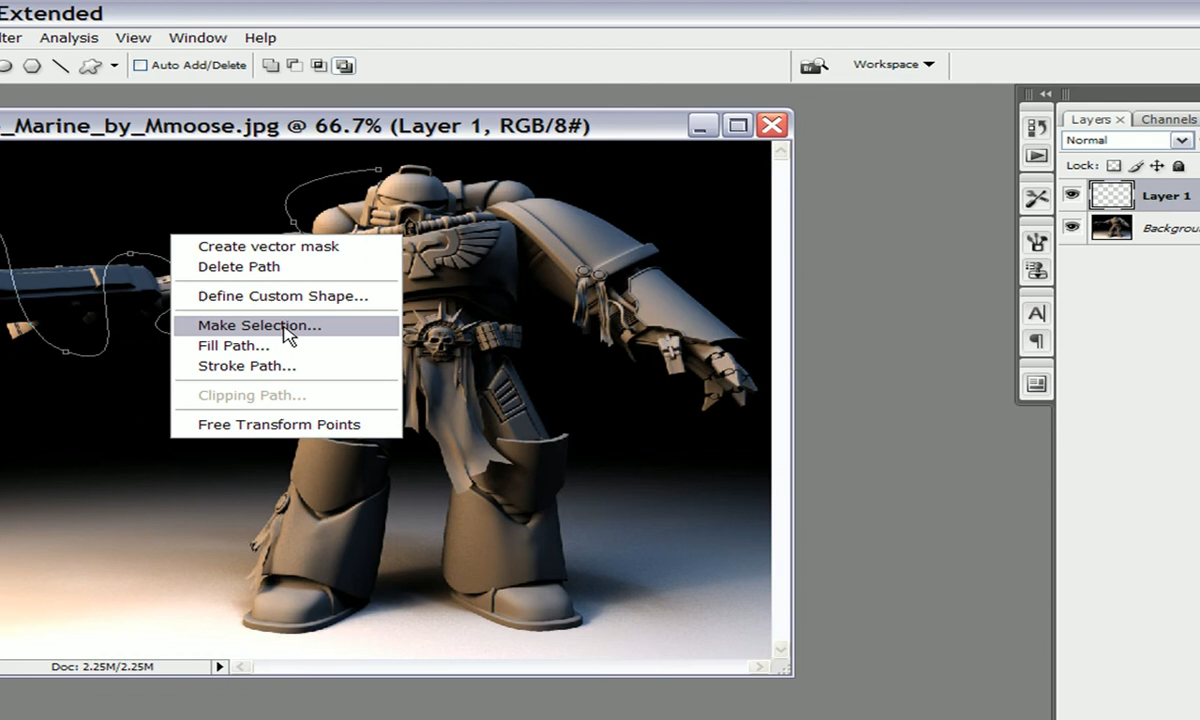 Extended
lter Analysis View Window Help
Auto Add/Delete
Workspace
_Marine_by_Mmoose.jpg @ 66.7% (Layer 1, RGB/8#)
Layers × Channels
Normal
Lock:
Layer 1
Backgrou
Create vector mask
Delete Path
Define Custom Shape...
Make Selection...
Fill Path...
Stroke Path...
Clipping Path...
Free Transform Points
A
Doc: 2.25M/2.25M